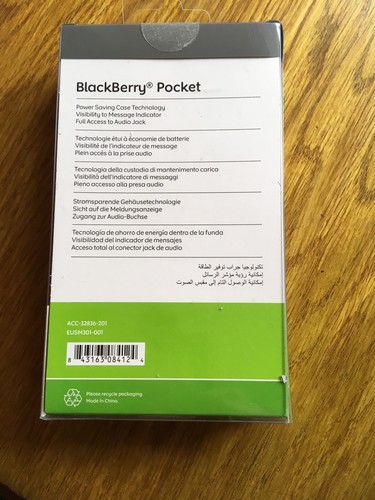 BlackBerry® Pocket
Power Saving Case Technology
Visibility to Message Indicator
Full Access to Audio Jack
Technologie étui à économie de batterie
Visibilité de l'indicateur de message
Plein accès à la prise audio
Tecnologia della custodia di mantenimento carica
Visibilità dell'indicatore di messaggi
Pieno accesso alla presa audio
Stromsparende Gehäusetechnologie
Sicht auf die Meldungsanzeige
Zugang zur Audio-Buchse
Tecnología de ahorro de energía dentro de la funda
Visibilidad del indicador de mensajes
Acceso total al conector jack de audio
تكنولوجيا جراب توفير الطاقة
إمكانية رؤية مؤشر الرسائل
إمكانية الوصول التام إلى مقبس الصوت
ACC-32836-201
EUSM301-001
8 43163 08412 4
Please recycle packaging.
Made in China.